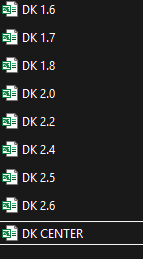 DK 1.6
DK 1.7
DK 1.8
DK 2.0
DK 2.2
DK 2.4
DK 2.5
DK 2.6
DK CENTER